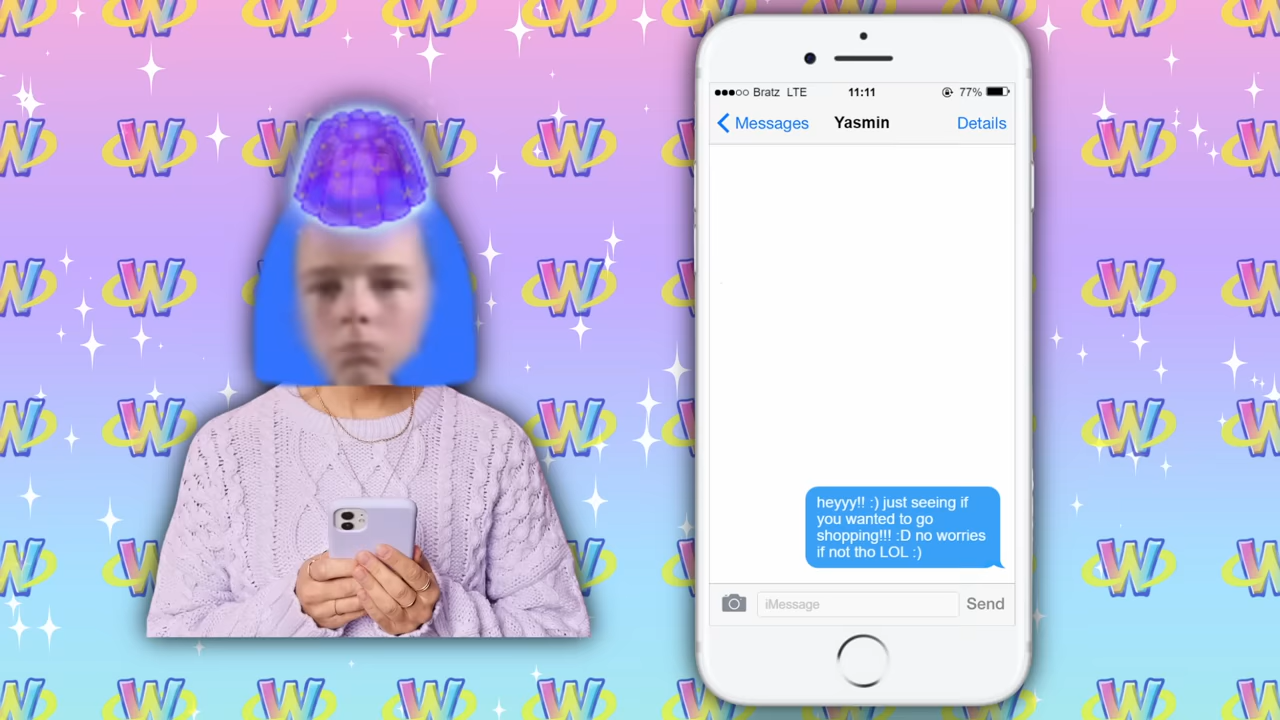 Bratz LTE 11:11 77%
Messages Yasmin Details
heyyy!! :) just seeing if
you wanted to go
shopping!!! :D no worries
if not tho LOL :)
iMessage Send